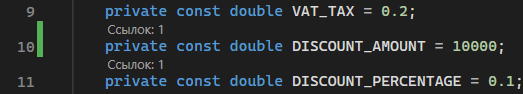 9 private const double VAT_TAX = 0.2;
Ссылок: 1
10 private const double DISCOUNT_AMOUNT = 10000;
Ссылок: 1
11 private const double DISCOUNT_PERCENTAGE = 0.1;